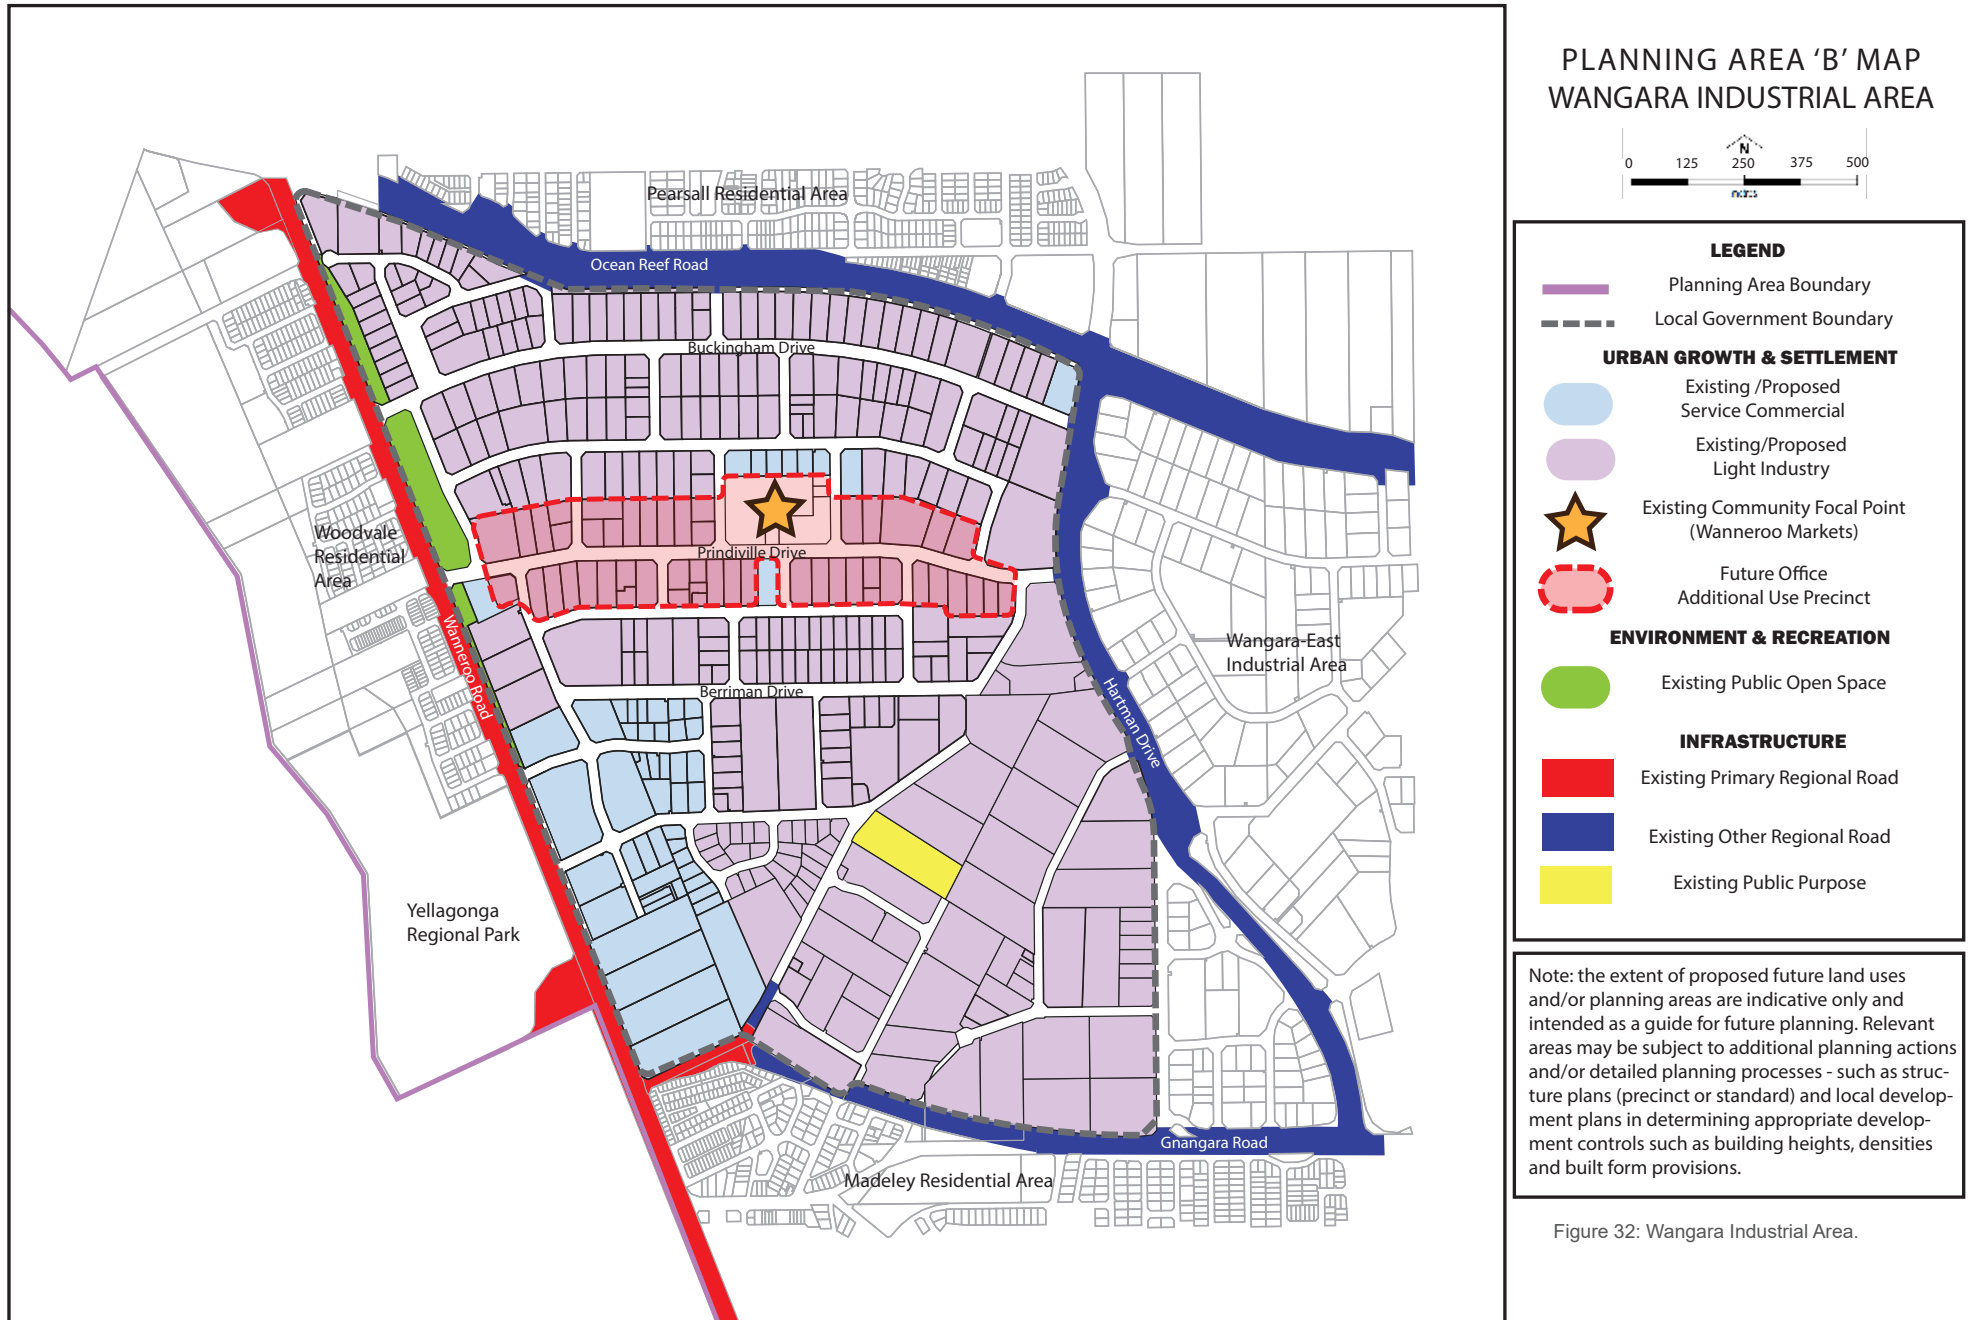 PLANNING AREA ‘B’ MAP
WANGARA INDUSTRIAL AREA
N
0 125 250 375 500
LEGEND
Planning Area Boundary
Local Government Boundary
URBAN GROWTH & SETTLEMENT
Existing /Proposed
Service Commercial
Existing/Proposed
Light Industry
Existing Community Focal Point
(Wanneroo Markets)
Future Office
Additional Use Precinct
ENVIRONMENT & RECREATION
Existing Public Open Space
INFRASTRUCTURE
Existing Primary Regional Road
Existing Other Regional Road
Existing Public Purpose
Note: the extent of proposed future land uses
and/or planning areas are indicative only and
intended as a guide for future planning. Relevant
areas may be subject to additional planning actions
and/or detailed planning processes - such as struc-
ture plans (precinct or standard) and local develop-
ment plans in determining appropriate develop-
ment controls such as building heights, densities
and built form provisions.
Figure 32: Wangara Industrial Area.
Pearsall Residential Area
Ocean Reef Road
Buckingham Drive
Woodvale
Residential
Area
Prindiville Drive
Wanneroo Road
Wangara-East
Industrial Area
Berriman Drive
Hartman Drive
Yellagonga
Regional Park
Gnangara Road
Madeley Residential Area